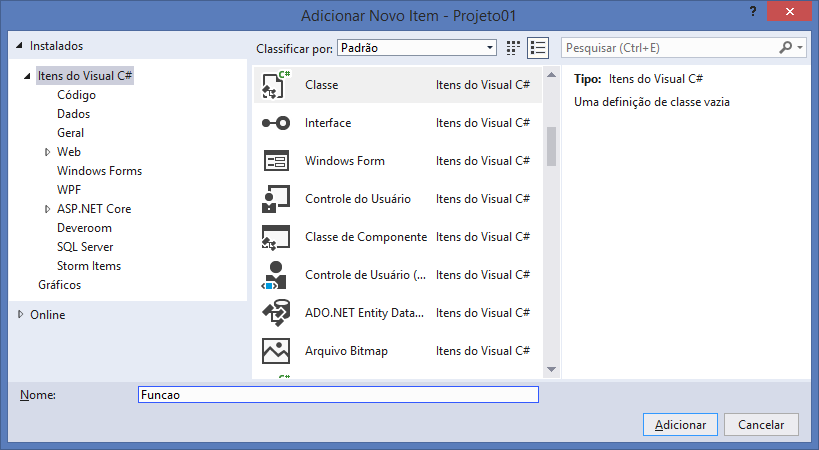 Adicionar Novo Item - Projeto01
?
Instalados
Classificar por: Padrão
Pesquisar (Ctrl+E)
Itens do Visual C#
Código
Dados
Geral
Web
Windows Forms
WPF
ASP.NET Core
Deveroom
SQL Server
Storm Items
Gráficos
Online
C# Classe Itens do Visual C#
Interface Itens do Visual C#
Windows Form Itens do Visual C#
Controle do Usuário Itens do Visual C#
Classe de Componente Itens do Visual C#
Controle de Usuário (... Itens do Visual C#
ADO.NET Entity Data... Itens do Visual C#
Arquivo Bitmap Itens do Visual C#
Tipo: Itens do Visual C#
Uma definição de classe vazia
Nome: Funcao
Adicionar Cancelar